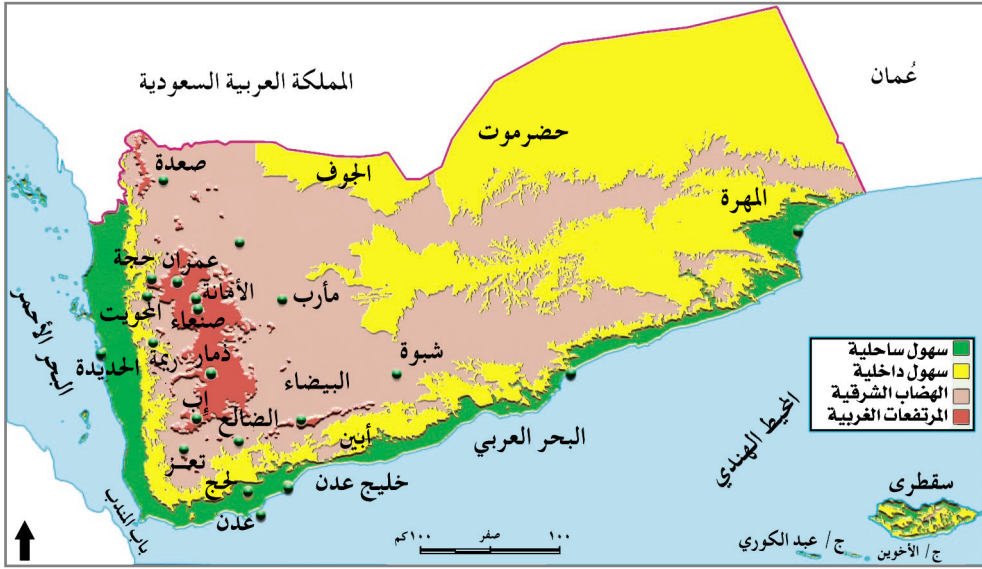 المملكة العربية السعودية
عُمان
حضرموت
الجوف
صعدة
المهرة
عمران
حجة
الأمانة
مأرب
المحويت
صنعاء
ذمار
ريمة
الحديدة
شبوة
البيضاء
إب
الضالع
أبين
تعـز
لحج
عدن
خليج عدن
البحر العربي
البحر الأحمر
باب المندب
المحيط الهندي
سهول ساحلية
سهول داخلية
الهضاب الشرقية
المرتفعات الغربية
سقطرى
ج/ عبد الكوري
ج/ الأخوين
١٠٠كم
صفر
١٠٠